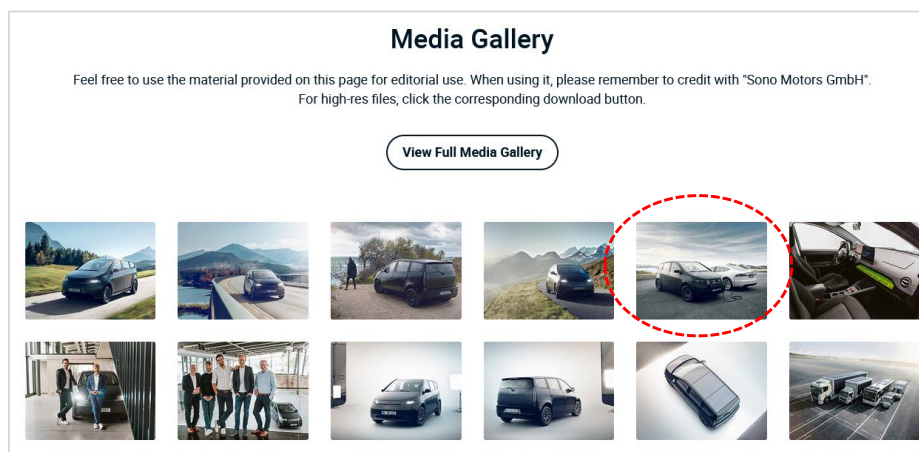 Media Gallery
Feel free to use the material provided on this page for editorial use. When using it, please remember to credit with "Sono Motors GmbH".
For high-res files, click the corresponding download button.
View Full Media Gallery